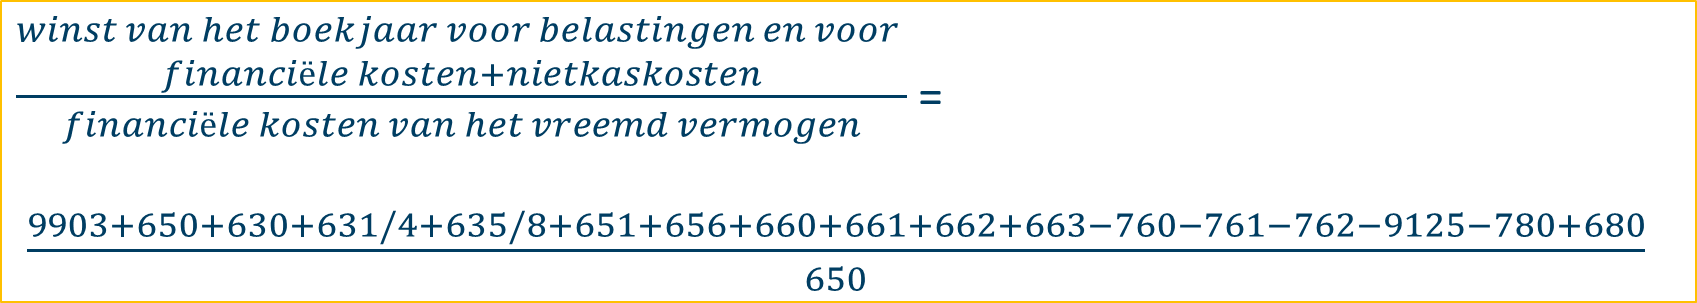 winst van het boekjaar voor belastingen en voor
financiële kosten+nietkaskosten
=
financiële kosten van het vreemd vermogen
9903+650+630+631/4+635/8+651+656+660+661+662+663−760−761−762−9125−780+680
650